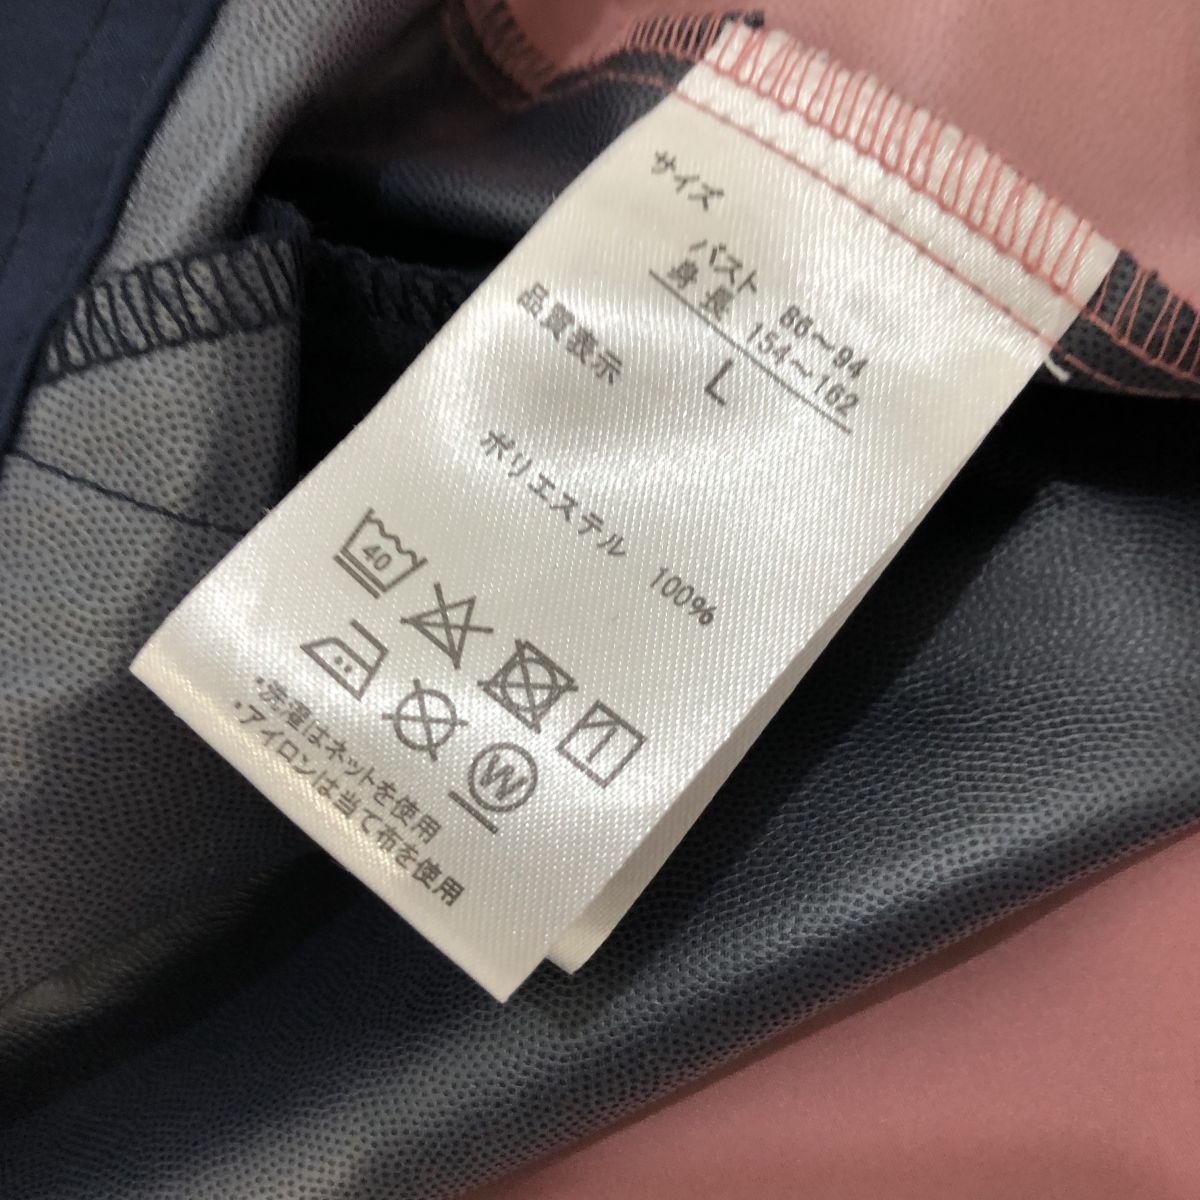 サイズ
バスト 86～94
身長 154～162
L
品質表示
ポリエステル 100%
40
W
・洗濯はネットを使用
・アイロンは当て布を使用